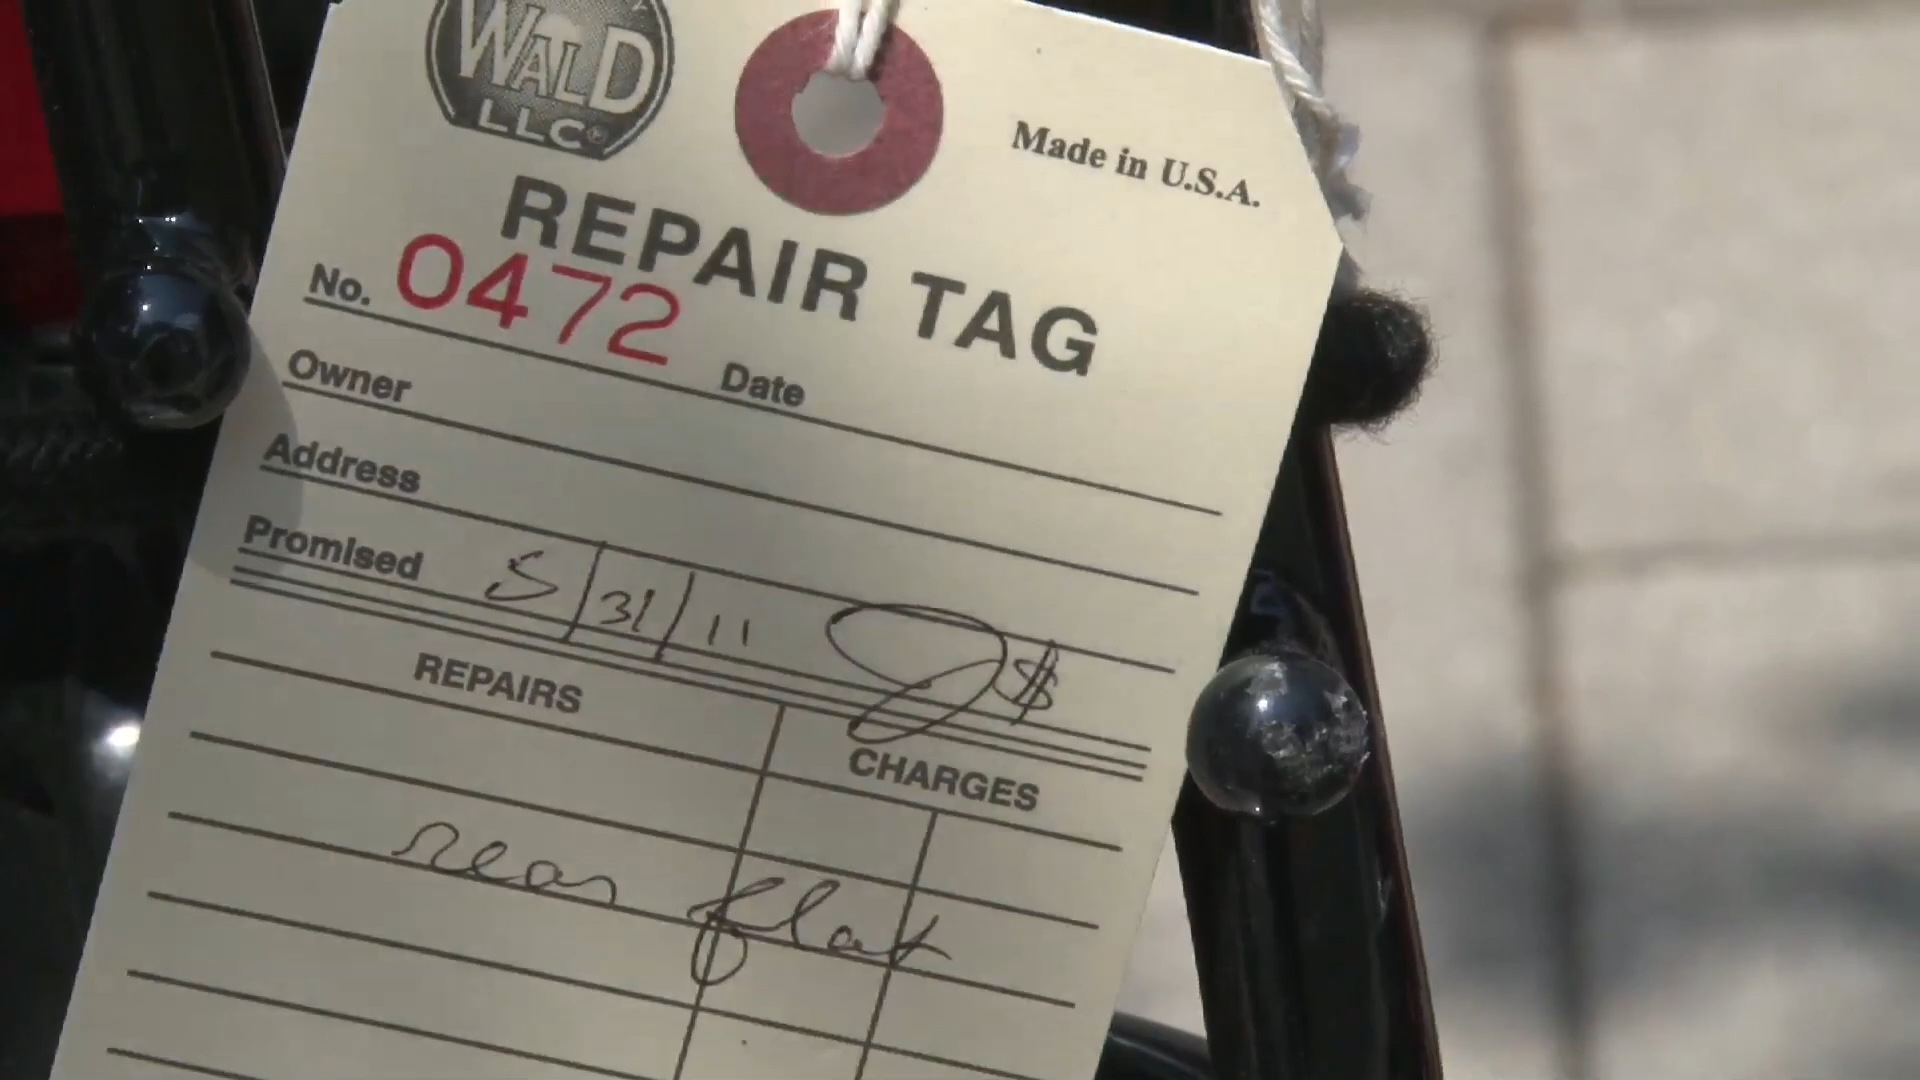 WALD
LLC®
Made in U.S.A.
REPAIR TAG
No. 0472 Date
Owner
Address
Promised 5/31/11 $
REPAIRS CHARGES
rear flat